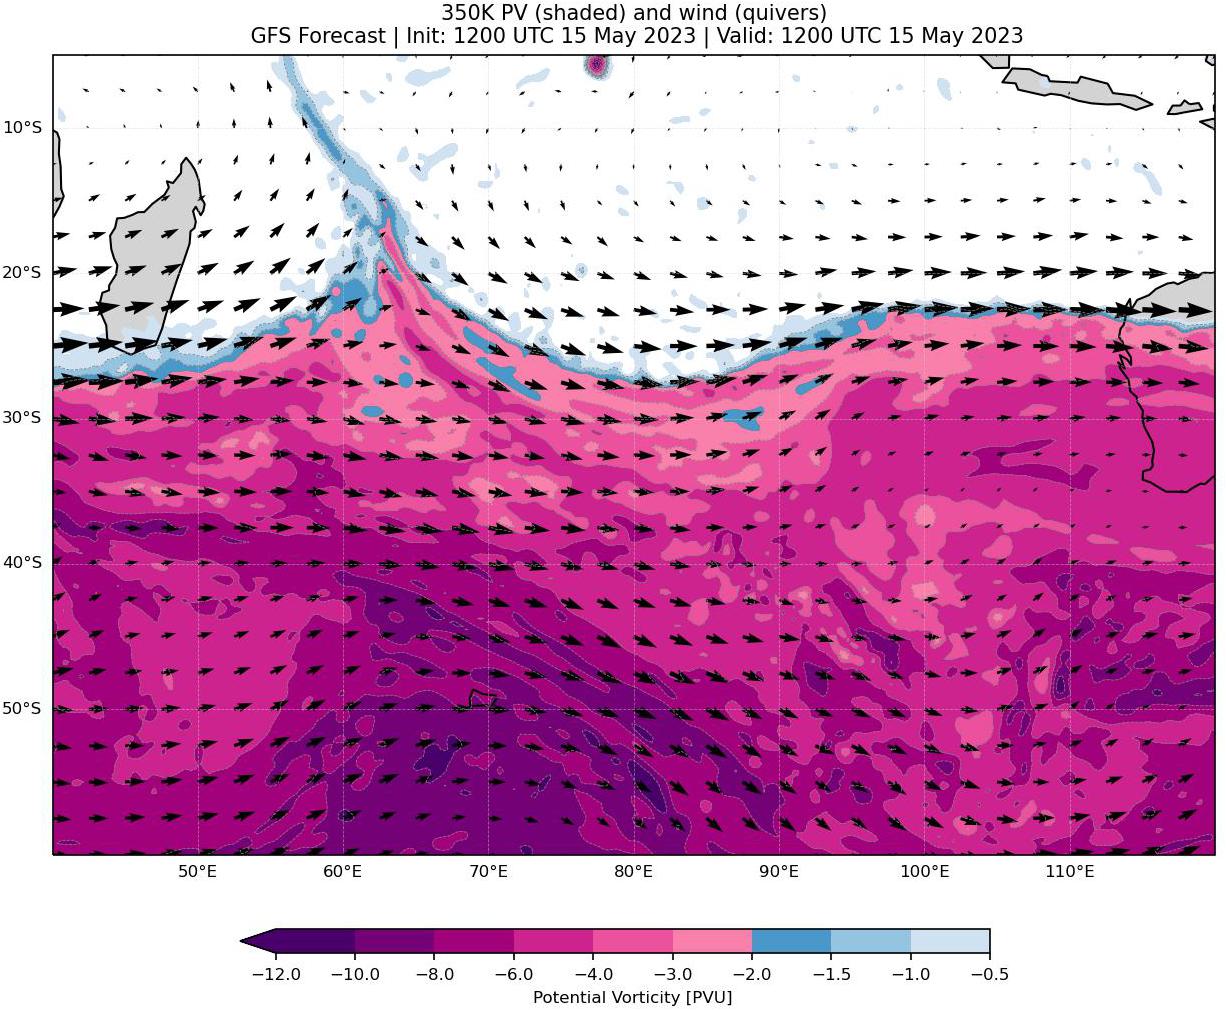 350K PV (shaded) and wind (quivers)
GFS Forecast | Init: 1200 UTC 15 May 2023 | Valid: 1200 UTC 15 May 2023
10°S
20°S
30°S
40°S
50°S
50°E 60°E 70°E 80°E 90°E 100°E 110°E
−12.0 −10.0 −8.0 −6.0 −4.0 −3.0 −2.0 −1.5 −1.0 −0.5
Potential Vorticity [PVU]